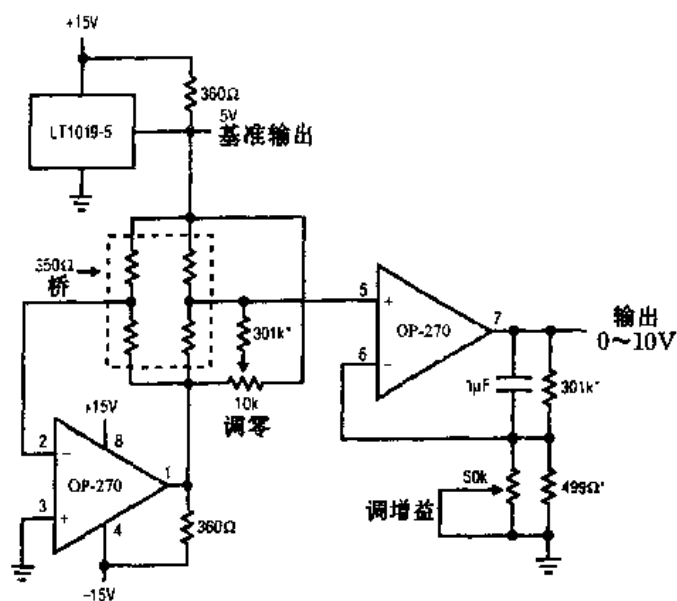 +15V
360Ω
5V
LT1019-5
基准输出
350Ω
桥
301k*
10k
调零
+15V
2
8
1
OP-270
3
4
360Ω
-15V
5
7
OP-270
6
输出
0～10V
1μF
301k*
50k
499Ω*
调增益